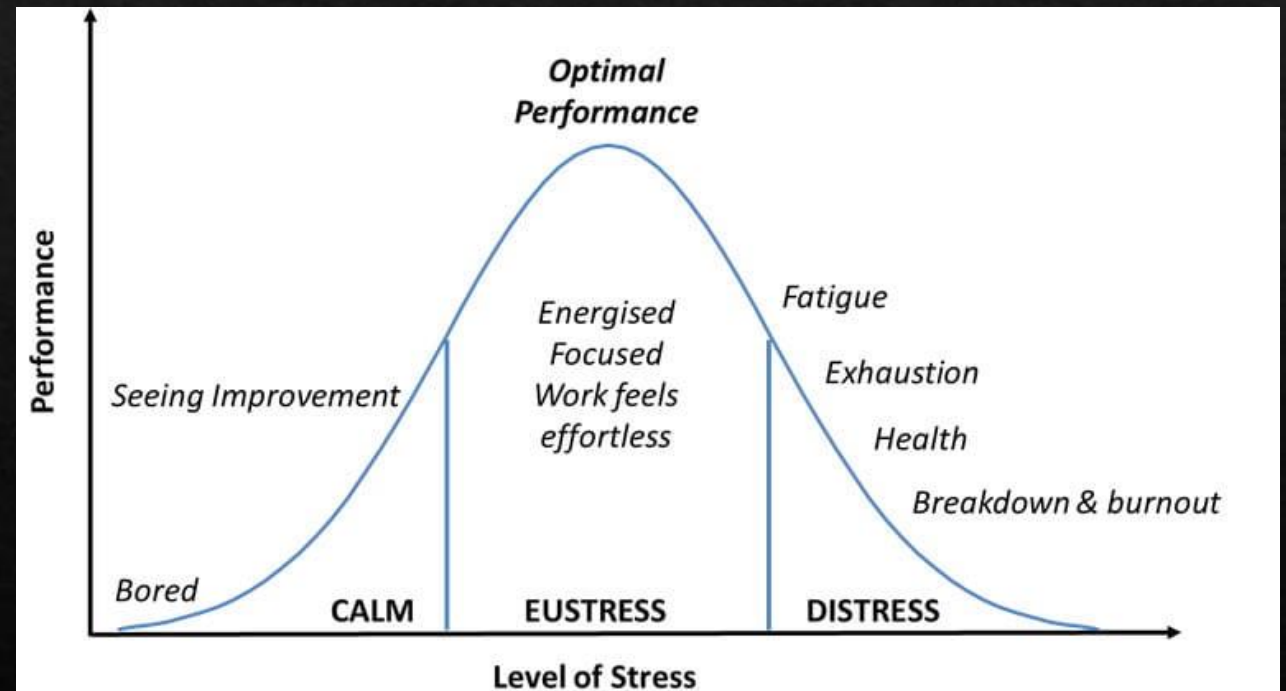 Optimal
Performance
Performance
Energised
Focused
Work feels
effortless
Seeing Improvement
Bored
Fatigue
Exhaustion
Health
Breakdown & burnout
CALM
EUSTRESS
DISTRESS
Level of Stress